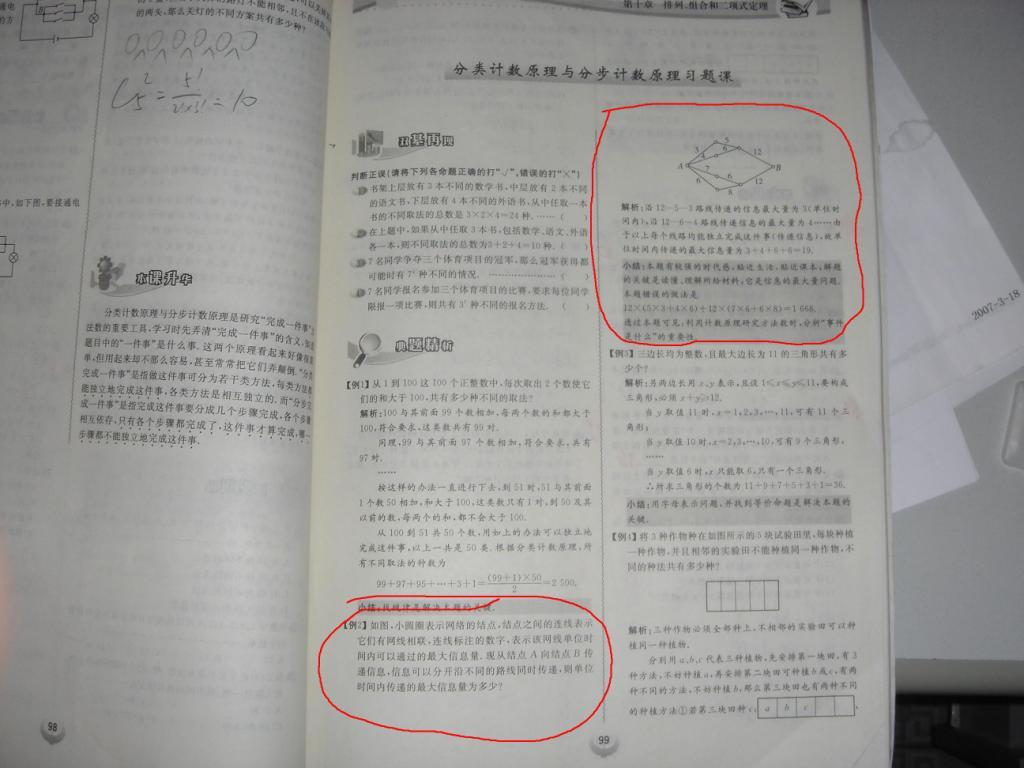 的两头,那么关灯的不同方案共有多少种?
C₅² = 5!/2!×3! = 10
本课升华
分类计数原理与分步计数原理是研究“完成一件事”方
法数的重要工具,学习时先弄清“完成一件事”的含义,知道
题目中的“一件事”是什么事.这两个原理看起来好像很简
单,但用起来却不那么容易,甚至常常把它们弄颠倒.“分类
完成一件事”是指做这件事可分为若干类方法,每类方法都
能独立地完成这件事,各类方法是相互独立的.而“分步完
成一件事”是指完成这件事要分成几个步骤完成,各个步骤
相互依存,只有各个步骤都完成了,这件事才算完成,哪一
步骤都不能独立地完成这件事.
98
第十章 排列、组合和二项式定理
分类计数原理与分步计数原理习题课
双基再现
判断正误(请将下列各命题正确的打“√”,错误的打“×”)
书架上层放有3本不同的数学书,中层放有2本不同
的语文书,下层放有4本不同的外语书,从中任取一本
书的不同取法的总数是3×2×4=24种. …… ( )
在上题中,如果从中任取3本书,包括数学、语文、外语
各一本,则不同取法的总数为3+2+4=10种. ( )
7名同学争夺三个体育项目的冠军,那么冠军获得都
可能时有7³种不同的情况. ………………… ( )
7名同学报名参加三个体育项目的比赛,要求每位同学
限报一项比赛,则共有3⁷种不同的报名方法. ( )
典题精析
【例1】从1到100这100个正整数中,每次取出2个数使它
们的和大于100,共有多少种不同的取法?
解析:100与其前面99个数相加,每两个数的和都大于
100,符合要求,这类数共有99对.
同理,99与其前面97个数相加,符合要求,共有
97对.
……
按这样的办法一直进行下去,到51时,51与其前面
1个数50相加,和大于100,这类数只有1对,到50及其
以前的数,每两个的和,都不会大于100.
从100到51共50个数,用如上的办法可以独立地
完成这件事,以上一共是50类.根据分类计数原理,所
有不同取法的种数为
99+97+95+…+3+1=(99+1)×50/2=2 500.
小结:找规律是解决本题的关键.
【例2】如图,小圆圈表示网络的结点,结点之间的连线表示
它们有网线相联,连线标注的数字,表示该网线单位时
间内可以通过的最大信息量.现从结点A向结点B传
递信息,信息可以分开沿不同的路线同时传递,则单位
时间内传递的最大信息量为多少?
3 5
4 6 12
A B
7 6
6 8 12
解析:沿12—5—3路线传递的信息最大量为3(单位时
间内),沿12—6—4路线传递信息的最大量为4……由
于以上每个线路均能独立完成这件事(传递信息),故单
位时间内传递的最大信息量为3+4+6+6=19.
小结:本题有较强的时代感,贴近生活,贴近课本,解题
的关键是读懂、理解所给材料:它是信息的最大量问题.
本题错误的做法是
12×(5×3+4×6)+12×(7×6+6×8)=1 668.
透过本题可见:利用计数原理研究方法数时,分析“事件
是什么”的重要性.
【例3】三边长均为整数,且最大边长为11的三角形共有多
少个?
解析:另两边长用x、y表示,且设1≤x≤y≤11,要构成
三角形,必须x+y≥12.
当y取值11时,x=1,2,3,…,11,可有11个三
角形;
当y取值10时,x=2,3,…,10,可有9个三角形.
……
当y取值6时,x只能取6,只有一个三角形.
∴所求三角形的个数为11+9+7+5+3+1=36.
小结:用字母表示问题,并找到等价命题是解决本题的
关键.
【例4】将3种作物种在如图所示的5块试验田里,每块种植
一种作物,并且相邻的实验田不能种植同一种作物,不
同的种法共有多少种?
解析:三种作物必须全部种上,不相邻的实验田可以种
植同一种植物.
分别用a、b、c代表三种植物,先安排第一块田,有3
种方法,不妨种植a,再安排第二块田可种植b或c,有两
种不同的方法,不妨种植b,那么第三块田也有两种不同
的种植方法①若第三块田种c: a b c
99
2007-3-18